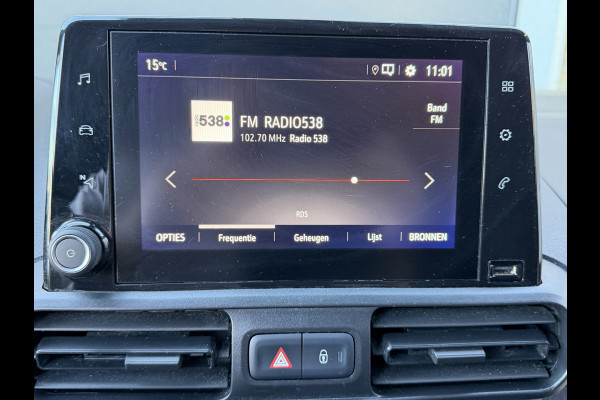 15°C
11:01
538
FM RADIO538
102.70 MHz Radio 538
Band
FM
N
RDS
OPTIES
Frequentie
Geheugen
Lijst
BRONNEN